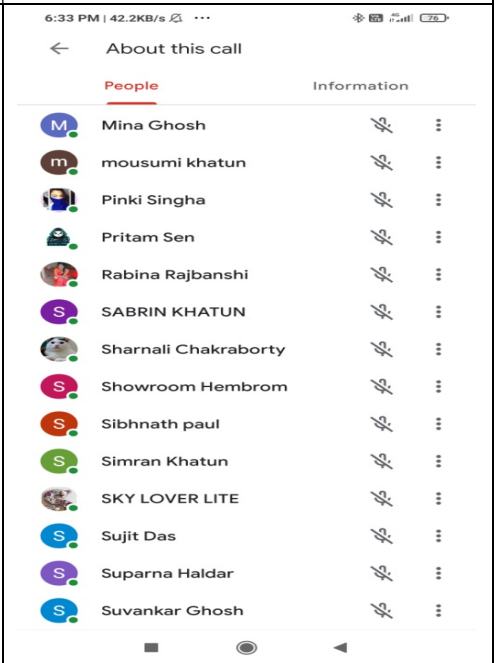 6:33 PM | 42.2KB/s ... 4G 76
About this call
People Information
M Mina Ghosh
m mousumi khatun
Pinki Singha
Pritam Sen
Rabina Rajbanshi
S SABRIN KHATUN
Sharnali Chakraborty
S Showroom Hembrom
S Sibhnath paul
S Simran Khatun
SKY LOVER LITE
S Sujit Das
S Suparna Haldar
S Suvankar Ghosh